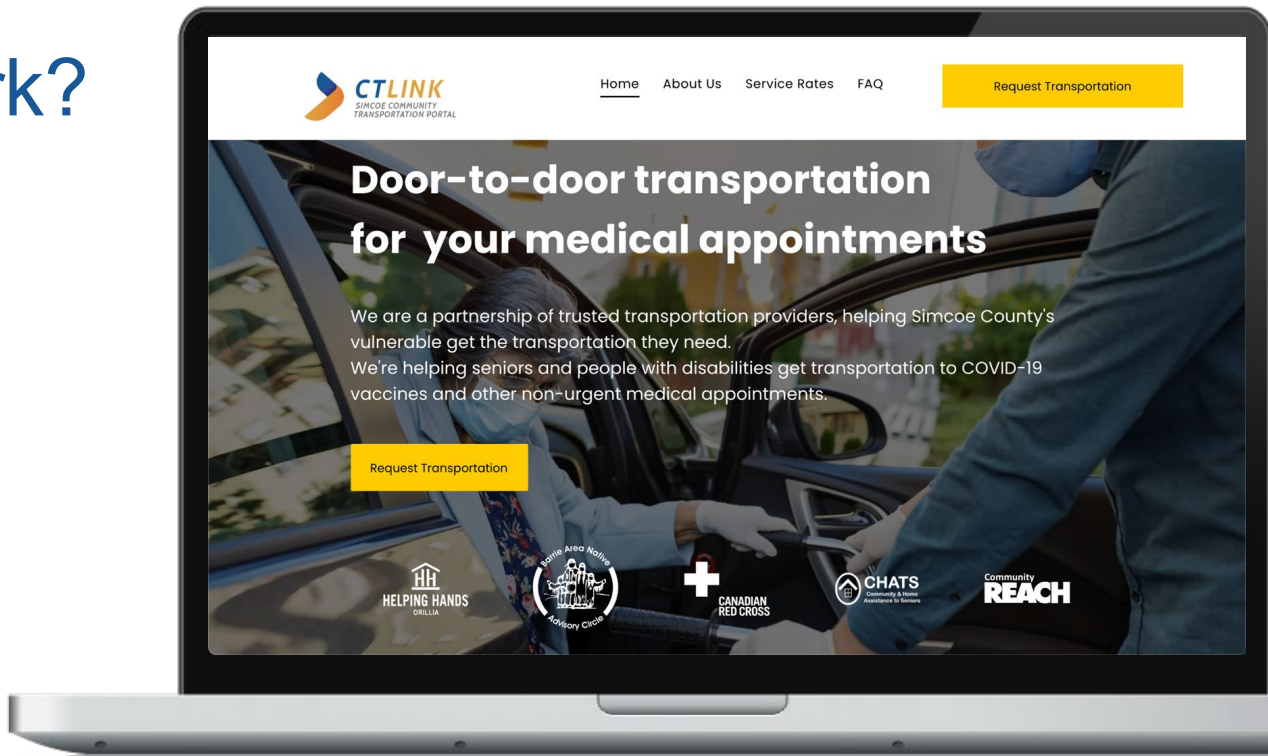 rk?
CTLINK
SIMCOE COMMUNITY
TRANSPORTATION PORTAL
Home About Us Service Rates FAQ
Request Transportation
Door-to-door transportation
for your medical appointments
We are a partnership of trusted transportation providers, helping Simcoe County's
vulnerable get the transportation they need.
We're helping seniors and people with disabilities get transportation to COVID-19
vaccines and other non-urgent medical appointments.
Request Transportation
HH
HELPING HANDS
ORILLIA
Barrie Area Native
Advisory Circle
CANADIAN
RED CROSS
CHATS
Community & Home
Assistance to Seniors
Community
REACH